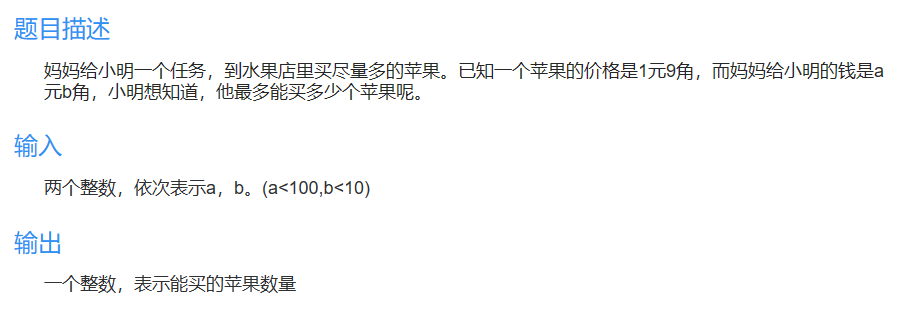 题目描述
妈妈给小明一个任务，到水果店里买尽量多的苹果。已知一个苹果的价格是1元9角，而妈妈给小明的钱是a
元b角，小明想知道，他最多能买多少个苹果呢。
输入
两个整数，依次表示a，b。(a<100,b<10)
输出
一个整数，表示能买的苹果数量